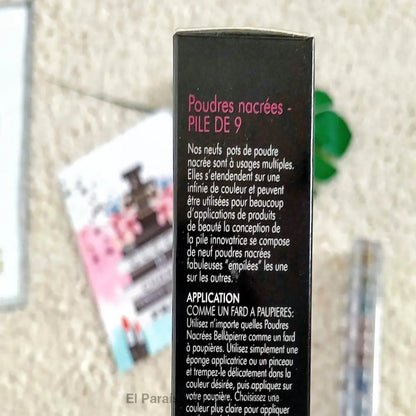 Poudres nacrées -
PILE DE 9
Nos neufs pots de poudre
nacrée sont à usages multiples.
Elles s'etendendent sur une
infinie de couleur et peuvent
être utilisées pour beaucoup
d'applications de produits
de beauté la conception de
la pile innovatrice se compose
de neuf poudres nacrées
fabuleuses "empilées" les une
sur les autres.
APPLICATION
COMME UN FARD A PAUPIERES:
Utilisez n'importe quelles Poudres
Nacrées Bellápierre comme un fard
à paupières. Utilisez simplement une
éponge applicatrice ou un pinceau
et trempez-le délicatement dans la
couleur désirée, puis appliquez sur
votre paupière. Choisissez une
couleur plus claire pour appliquer
El Parais